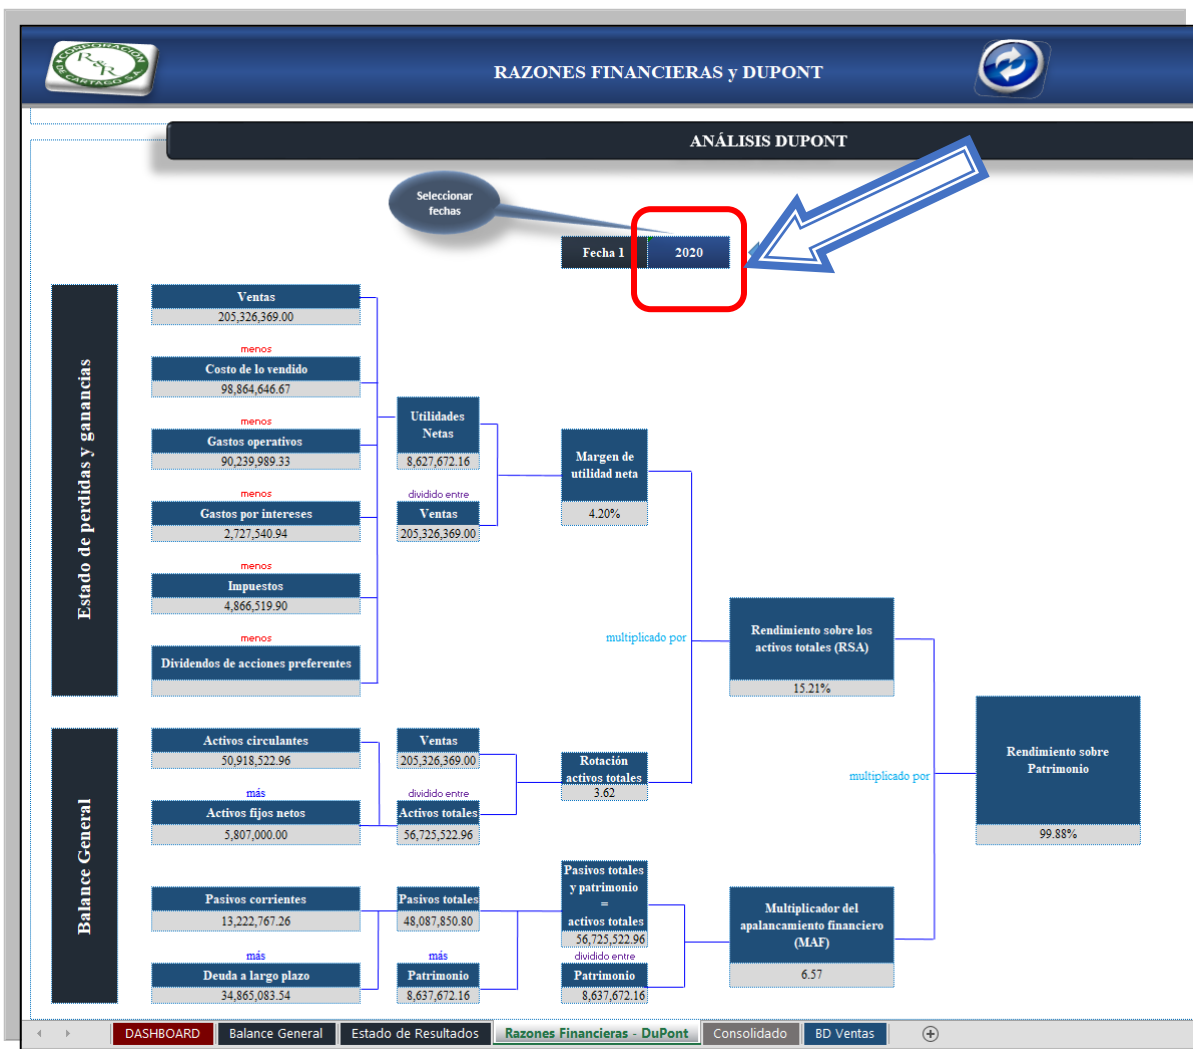 CORPORACION
R&R
DE CARTAGO S.A.
RAZONES FINANCIERAS y DUPONT
ANÁLISIS DUPONT
Seleccionar
fechas
Fecha 1
2020
Estado de perdidas y ganancias
Ventas
205,326,369.00
menos
Costo de lo vendido
98,864,646.67
menos
Gastos operativos
90,239,989.33
menos
Gastos por intereses
2,727,540.94
menos
Impuestos
4,866,519.90
menos
Dividendos de acciones preferentes
Utilidades
Netas
8,627,672.16
dividido entre
Ventas
205,326,369.00
Margen de
utilidad neta
4.20%
multiplicado por
Rendimiento sobre los
activos totales (RSA)
15.21%
Balance General
Activos circulantes
50,918,522.96
más
Activos fijos netos
5,807,000.00
Ventas
205,326,369.00
dividido entre
Activos totales
56,725,522.96
Rotación
activos totales
3.62
multiplicado por
Rendimiento sobre
Patrimonio
99.88%
Pasivos corrientes
13,222,767.26
más
Deuda a largo plazo
34,865,083.54
Pasivos totales
48,087,850.80
más
Patrimonio
8,637,672.16
Pasivos totales
y patrimonio
=
activos totales
56,725,522.96
dividido entre
Patrimonio
8,637,672.16
Multiplicador del
apalancamiento financiero
(MAF)
6.57
DASHBOARD
Balance General
Estado de Resultados
Razones Financieras - DuPont
Consolidado
BD Ventas